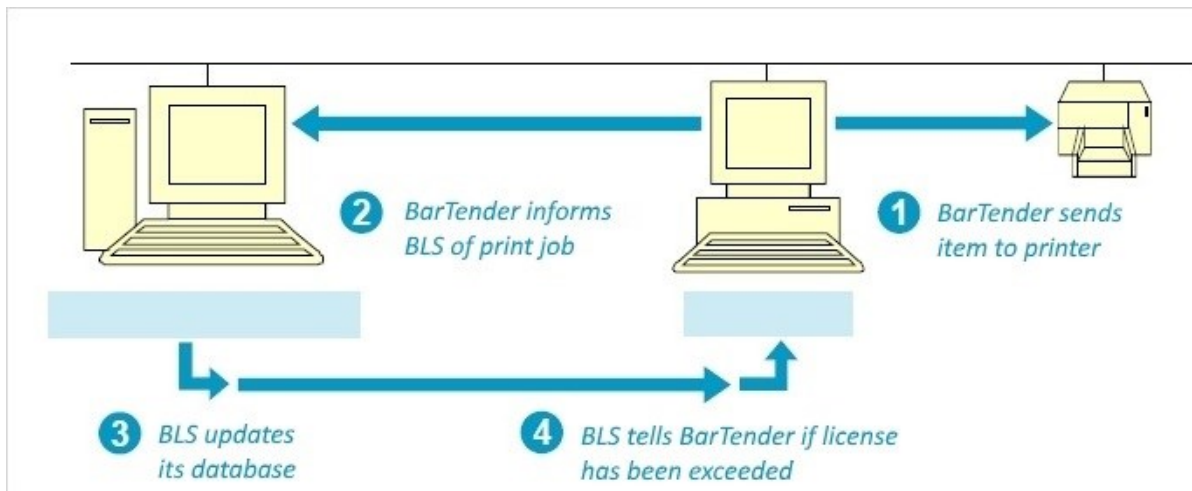 2
BarTender informs
BLS of print job
1
BarTender sends
item to printer
3
BLS updates
its database
4
BLS tells BarTender if license
has been exceeded